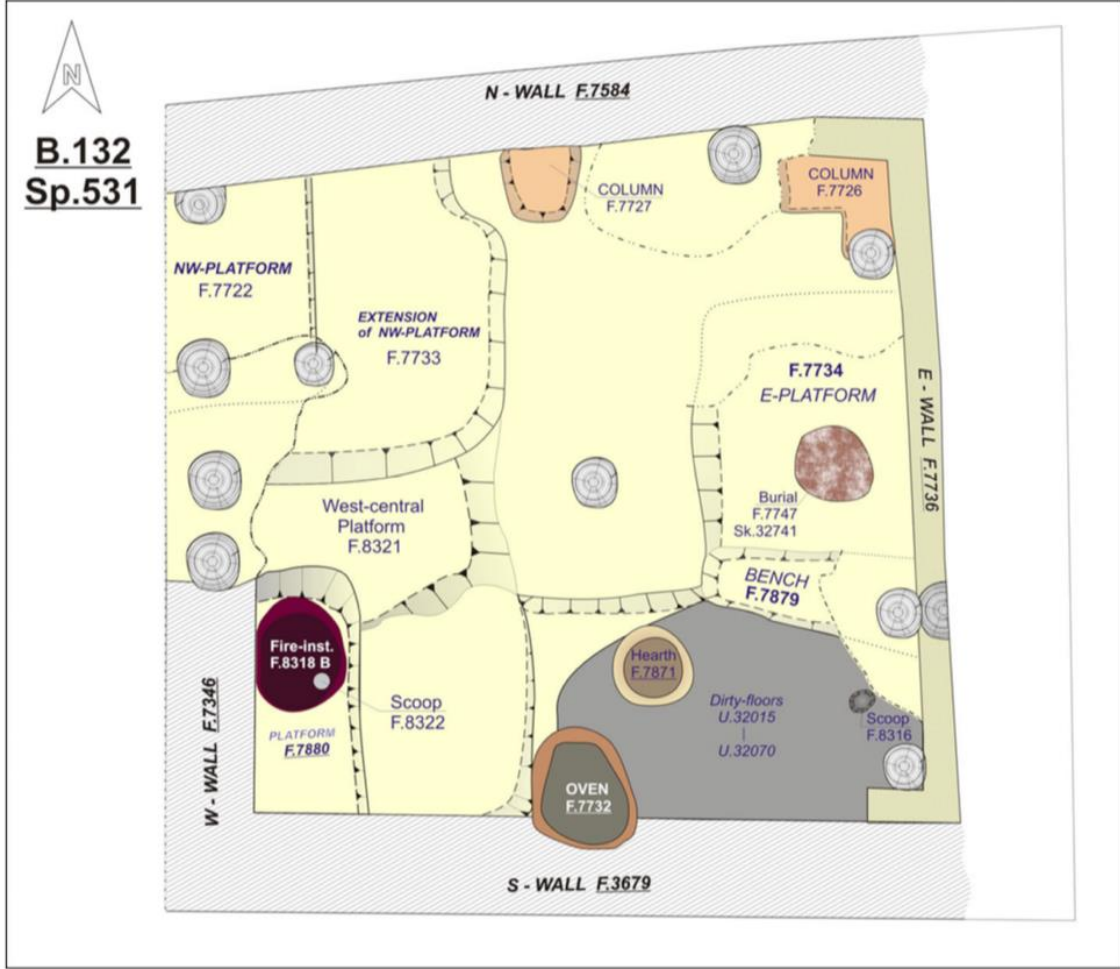 N
B.132
Sp.531
N - WALL F.7584
COLUMN
F.7727
COLUMN
F.7726
NW-PLATFORM
F.7722
EXTENSION
of NW-PLATFORM
F.7733
F.7734
E-PLATFORM
E - WALL F.7736
Burial
F.7747
Sk.32741
West-central
Platform
F.8321
BENCH
F.7879
Fire-inst.
F.8318 B
Hearth
F.7871
Scoop
F.8322
Dirty-floors
U.32015
|
U.32070
Scoop
F.8316
PLATFORM
F.7880
W - WALL F.7346
OVEN
F.7732
S - WALL F.3679